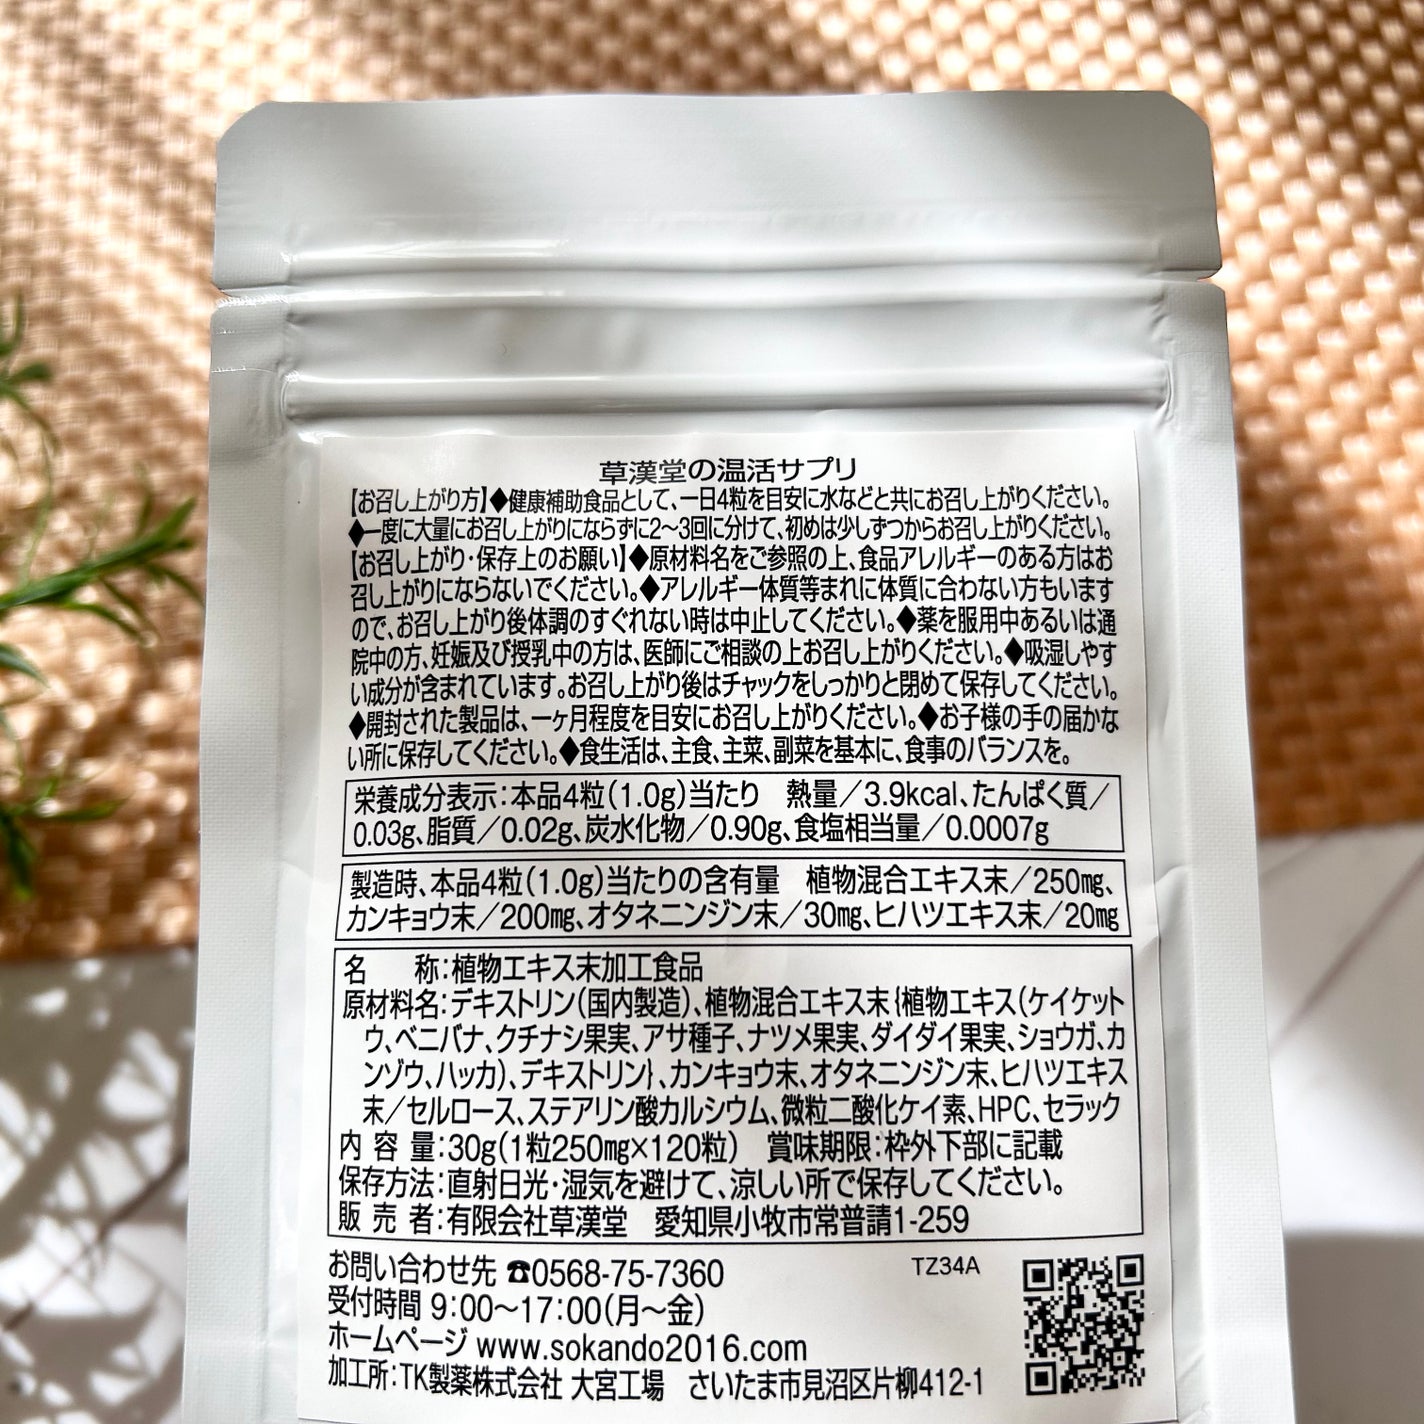 草漢堂の温活サプリ
【お召し上がり方】◆健康補助食品として、一日4粒を目安に水などと共にお召し上がりください。
◆一度に大量にお召し上がりにならずに2〜3回に分けて、初めは少しずつからお召し上がりください。
【お召し上がり・保存上のお願い】◆原材料名をご参照の上、食品アレルギーのある方はお
召し上がりにならないでください。◆アレルギー体質等まれに体質に合わない方もいます
ので、お召し上がり後体調のすぐれない時は中止してください。◆薬を服用中あるいは通
院中の方、妊娠及び授乳中の方は、医師にご相談の上お召し上がりください。◆吸湿しやす
い成分が含まれています。お召し上がり後はチャックをしっかりと閉めて保存してください。
◆開封された製品は、一ヶ月程度を目安にお召し上がりください。◆お子様の手の届かな
い所に保存してください。◆食生活は、主食、主菜、副菜を基本に、食事のバランスを。
栄養成分表示：本品4粒（1.0g）当たり　熱量／3.9kcal、たんぱく質／
0.03g、脂質／0.02g、炭水化物／0.90g、食塩相当量／0.0007g
製造時、本品4粒（1.0g）当たりの含有量　植物混合エキス末／250㎎、
カンキョウ末／200㎎、オタネニンジン末／30㎎、ヒハツエキス末／20㎎
名　　称：植物エキス末加工食品
原材料名：デキストリン（国内製造）、植物混合エキス末｛植物エキス（ケイケット
ウ、ベニバナ、クチナシ果実、アサ種子、ナツメ果実、ダイダイ果実、ショウガ、カ
ンゾウ、ハッカ）、デキストリン｝、カンキョウ末、オタネニンジン末、ヒハツエキス
末／セルロース、ステアリン酸カルシウム、微粒二酸化ケイ素、HPC、セラック
内 容 量：30g（1粒250㎎×120粒）　賞味期限：枠外下部に記載
保存方法：直射日光・湿気を避けて、涼しい所で保存してください。
販 売 者：有限会社草漢堂　愛知県小牧市常普請1-259
お問い合わせ先 ☎0568-75-7360
TZ34A
受付時間 9：00〜17：00（月〜金）
ホームページ www.sokando2016.com
加工所：TK製薬株式会社 大宮工場　さいたま市見沼区片柳412-1